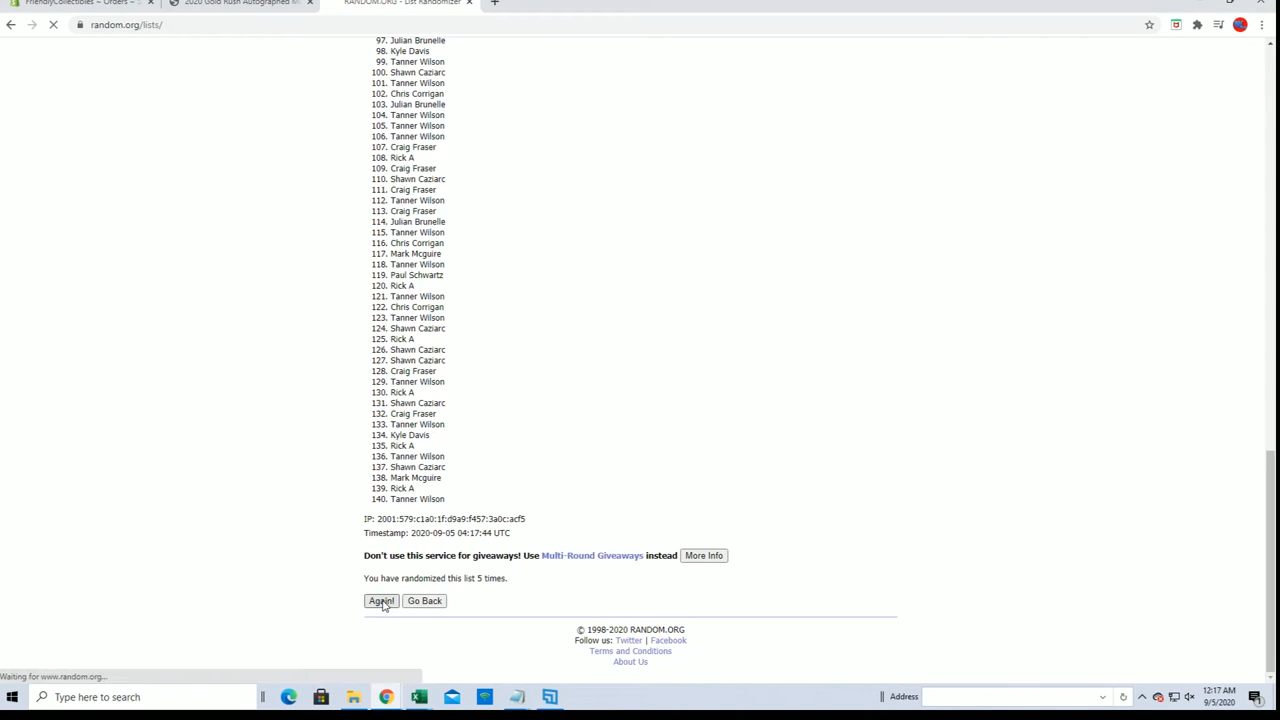 FriendlyCollectibles – Orders – S
2020 Gold Rush Autographed M
RANDOM.ORG - List Randomizer
random.org/lists/
97. Julian Brunelle
98. Kyle Davis
99. Tanner Wilson
100. Shawn Caziarc
101. Tanner Wilson
102. Chris Corrigan
103. Julian Brunelle
104. Tanner Wilson
105. Tanner Wilson
106. Tanner Wilson
107. Craig Fraser
108. Rick A
109. Craig Fraser
110. Shawn Caziarc
111. Craig Fraser
112. Tanner Wilson
113. Craig Fraser
114. Julian Brunelle
115. Tanner Wilson
116. Chris Corrigan
117. Mark Mcguire
118. Tanner Wilson
119. Paul Schwartz
120. Rick A
121. Tanner Wilson
122. Chris Corrigan
123. Tanner Wilson
124. Shawn Caziarc
125. Rick A
126. Shawn Caziarc
127. Shawn Caziarc
128. Craig Fraser
129. Tanner Wilson
130. Rick A
131. Shawn Caziarc
132. Craig Fraser
133. Tanner Wilson
134. Kyle Davis
135. Rick A
136. Tanner Wilson
137. Shawn Caziarc
138. Mark Mcguire
139. Rick A
140. Tanner Wilson
IP: 2001:579:c1a0:1f:d9a9:f457:3a0c:acf5
Timestamp: 2020-09-05 04:17:44 UTC
Don't use this service for giveaways! Use Multi-Round Giveaways instead More Info
You have randomized this list 5 times.
Again! Go Back
© 1998-2020 RANDOM.ORG
Follow us: Twitter | Facebook
Terms and Conditions
About Us
Waiting for www.random.org...
Type here to search
Address
12:17 AM
9/5/2020